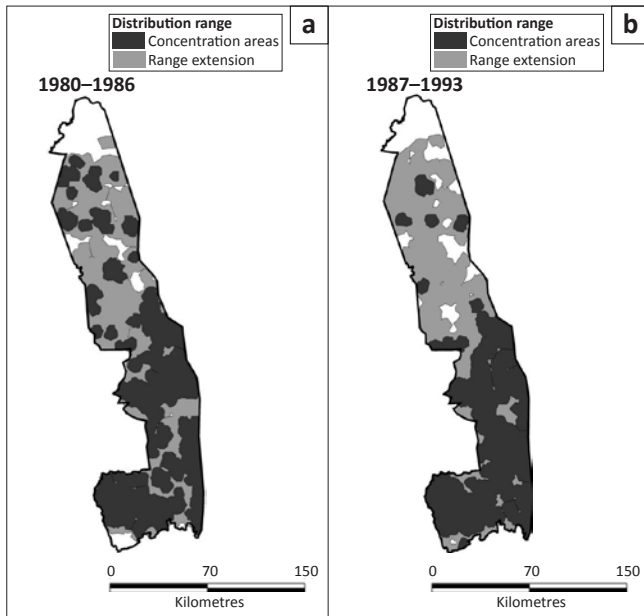 Distribution range
Concentration areas
Range extension
a
1980–1986
0
70
150
Kilometres
Distribution range
Concentration areas
Range extension
b
1987–1993
0
70
150
Kilometres